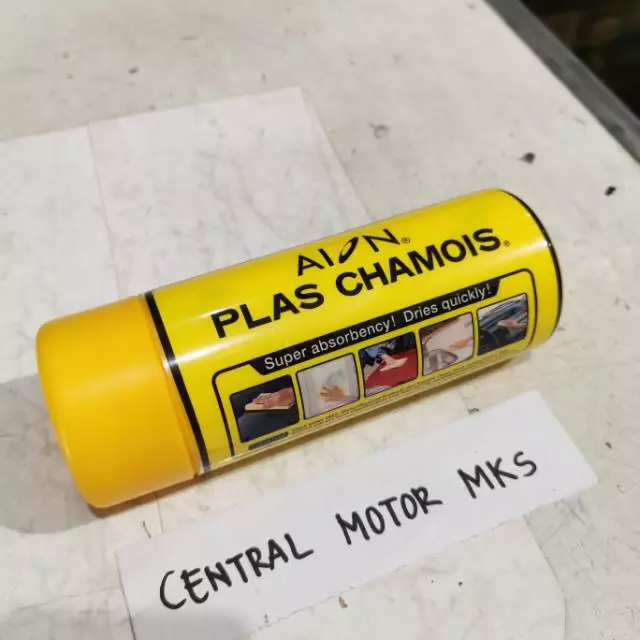 AION®
PLAS CHAMOIS®
Super absorbency! Dries quickly!
CENTRAL MOTOR MKS